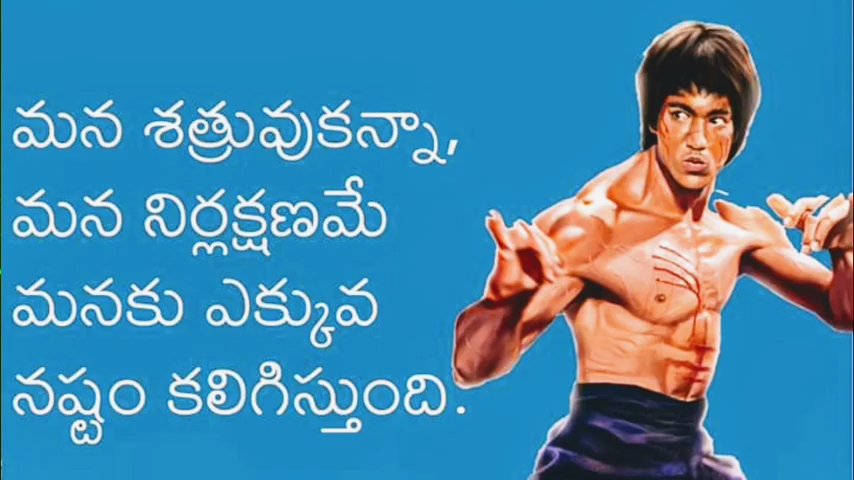 మన శత్రువుకన్నా,
మన నిర్లక్షణమే
మనకు ఎక్కువ
నష్టం కలిగిస్తుంది.